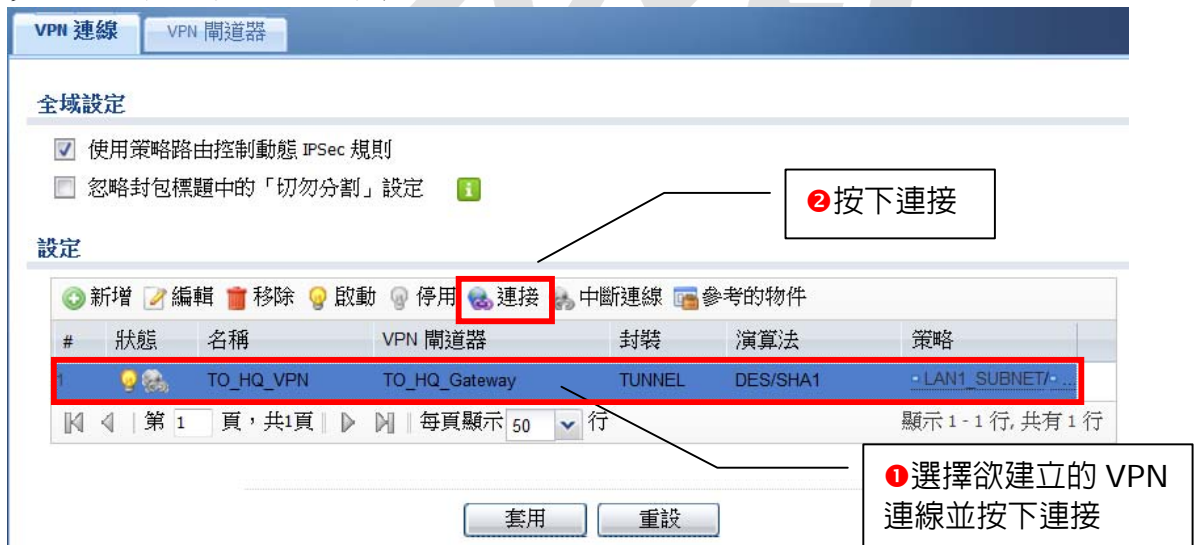 VPN 連線 VPN 閘道器
全域設定
使用策略路由控制動態 IPSec 規則
忽略封包標題中的「切勿分割」設定
❷按下連接
設定
新增 編輯 移除 啟動 停用 連接 中斷連線 參考的物件
# 狀態 名稱 VPN 閘道器 封裝 演算法 策略
1 TO_HQ_VPN TO_HQ_Gateway TUNNEL DES/SHA1 LAN1_SUBNET/ ...
第 1 頁，共1頁 每頁顯示 50 行 顯示 1 - 1 行, 共有 1 行
❶選擇欲建立的 VPN
連線並按下連接
套用 重設